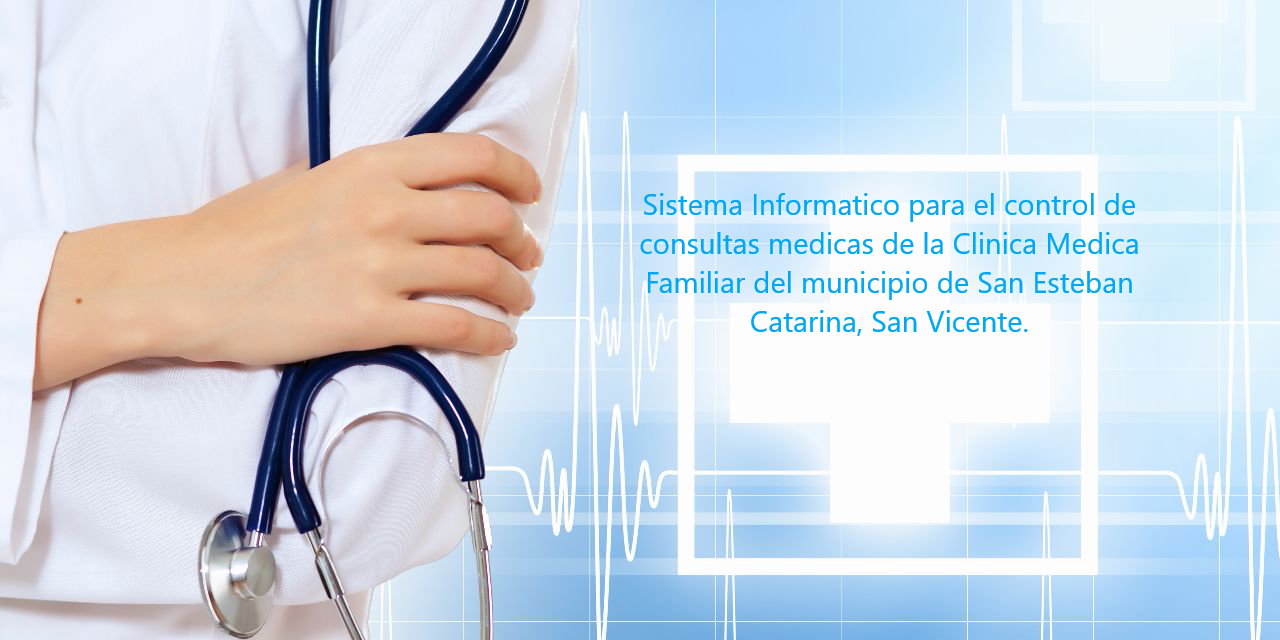 Sistema Informatico para el control de
consultas medicas de la Clinica Medica
Familiar del municipio de San Esteban
Catarina, San Vicente.